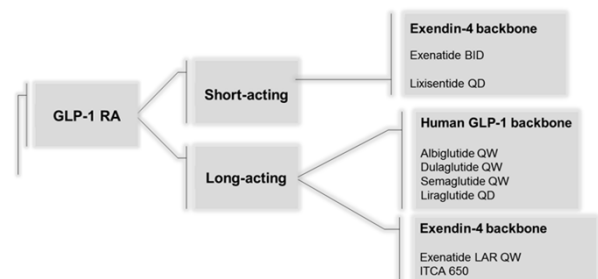 GLP-1 RA
Short-acting
Exendin-4 backbone
Exenatide BID
Lixisentide QD
Long-acting
Human GLP-1 backbone
Albiglutide QW
Dulaglutide QW
Semaglutide QW
Liraglutide QD
Exendin-4 backbone
Exenatide LAR QW
ITCA 650